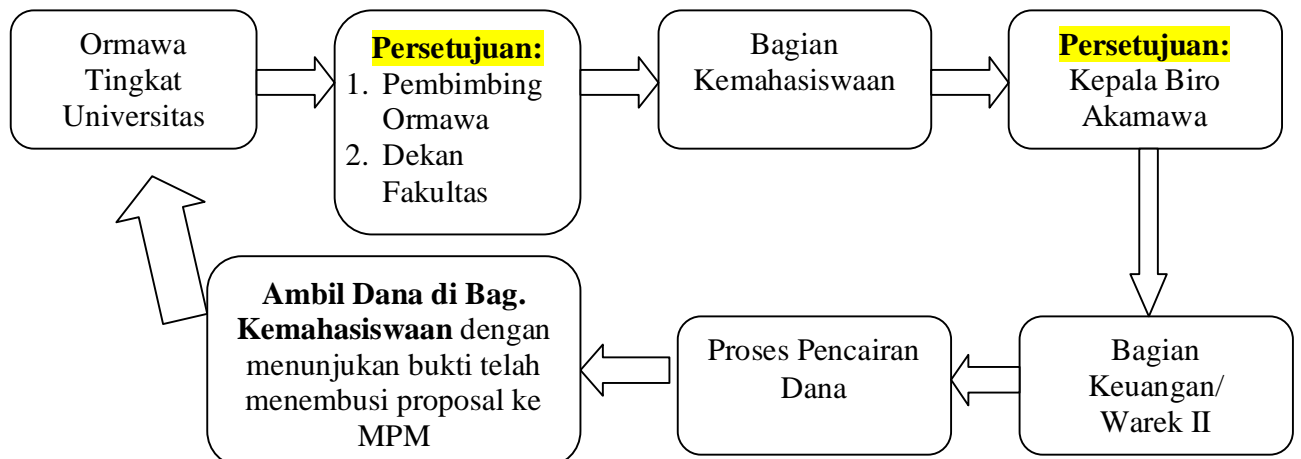 Ormawa
Tingkat
Universitas
Persetujuan:
1. Pembimbing
Ormawa
2. Dekan
Fakultas
Bagian
Kemahasiswaan
Persetujuan:
Kepala Biro
Akamawa
Bagian
Keuangan/
Warek II
Proses Pencairan
Dana
Ambil Dana di Bag.
Kemahasiswaan dengan
menunjukan bukti telah
menembusi proposal ke
MPM